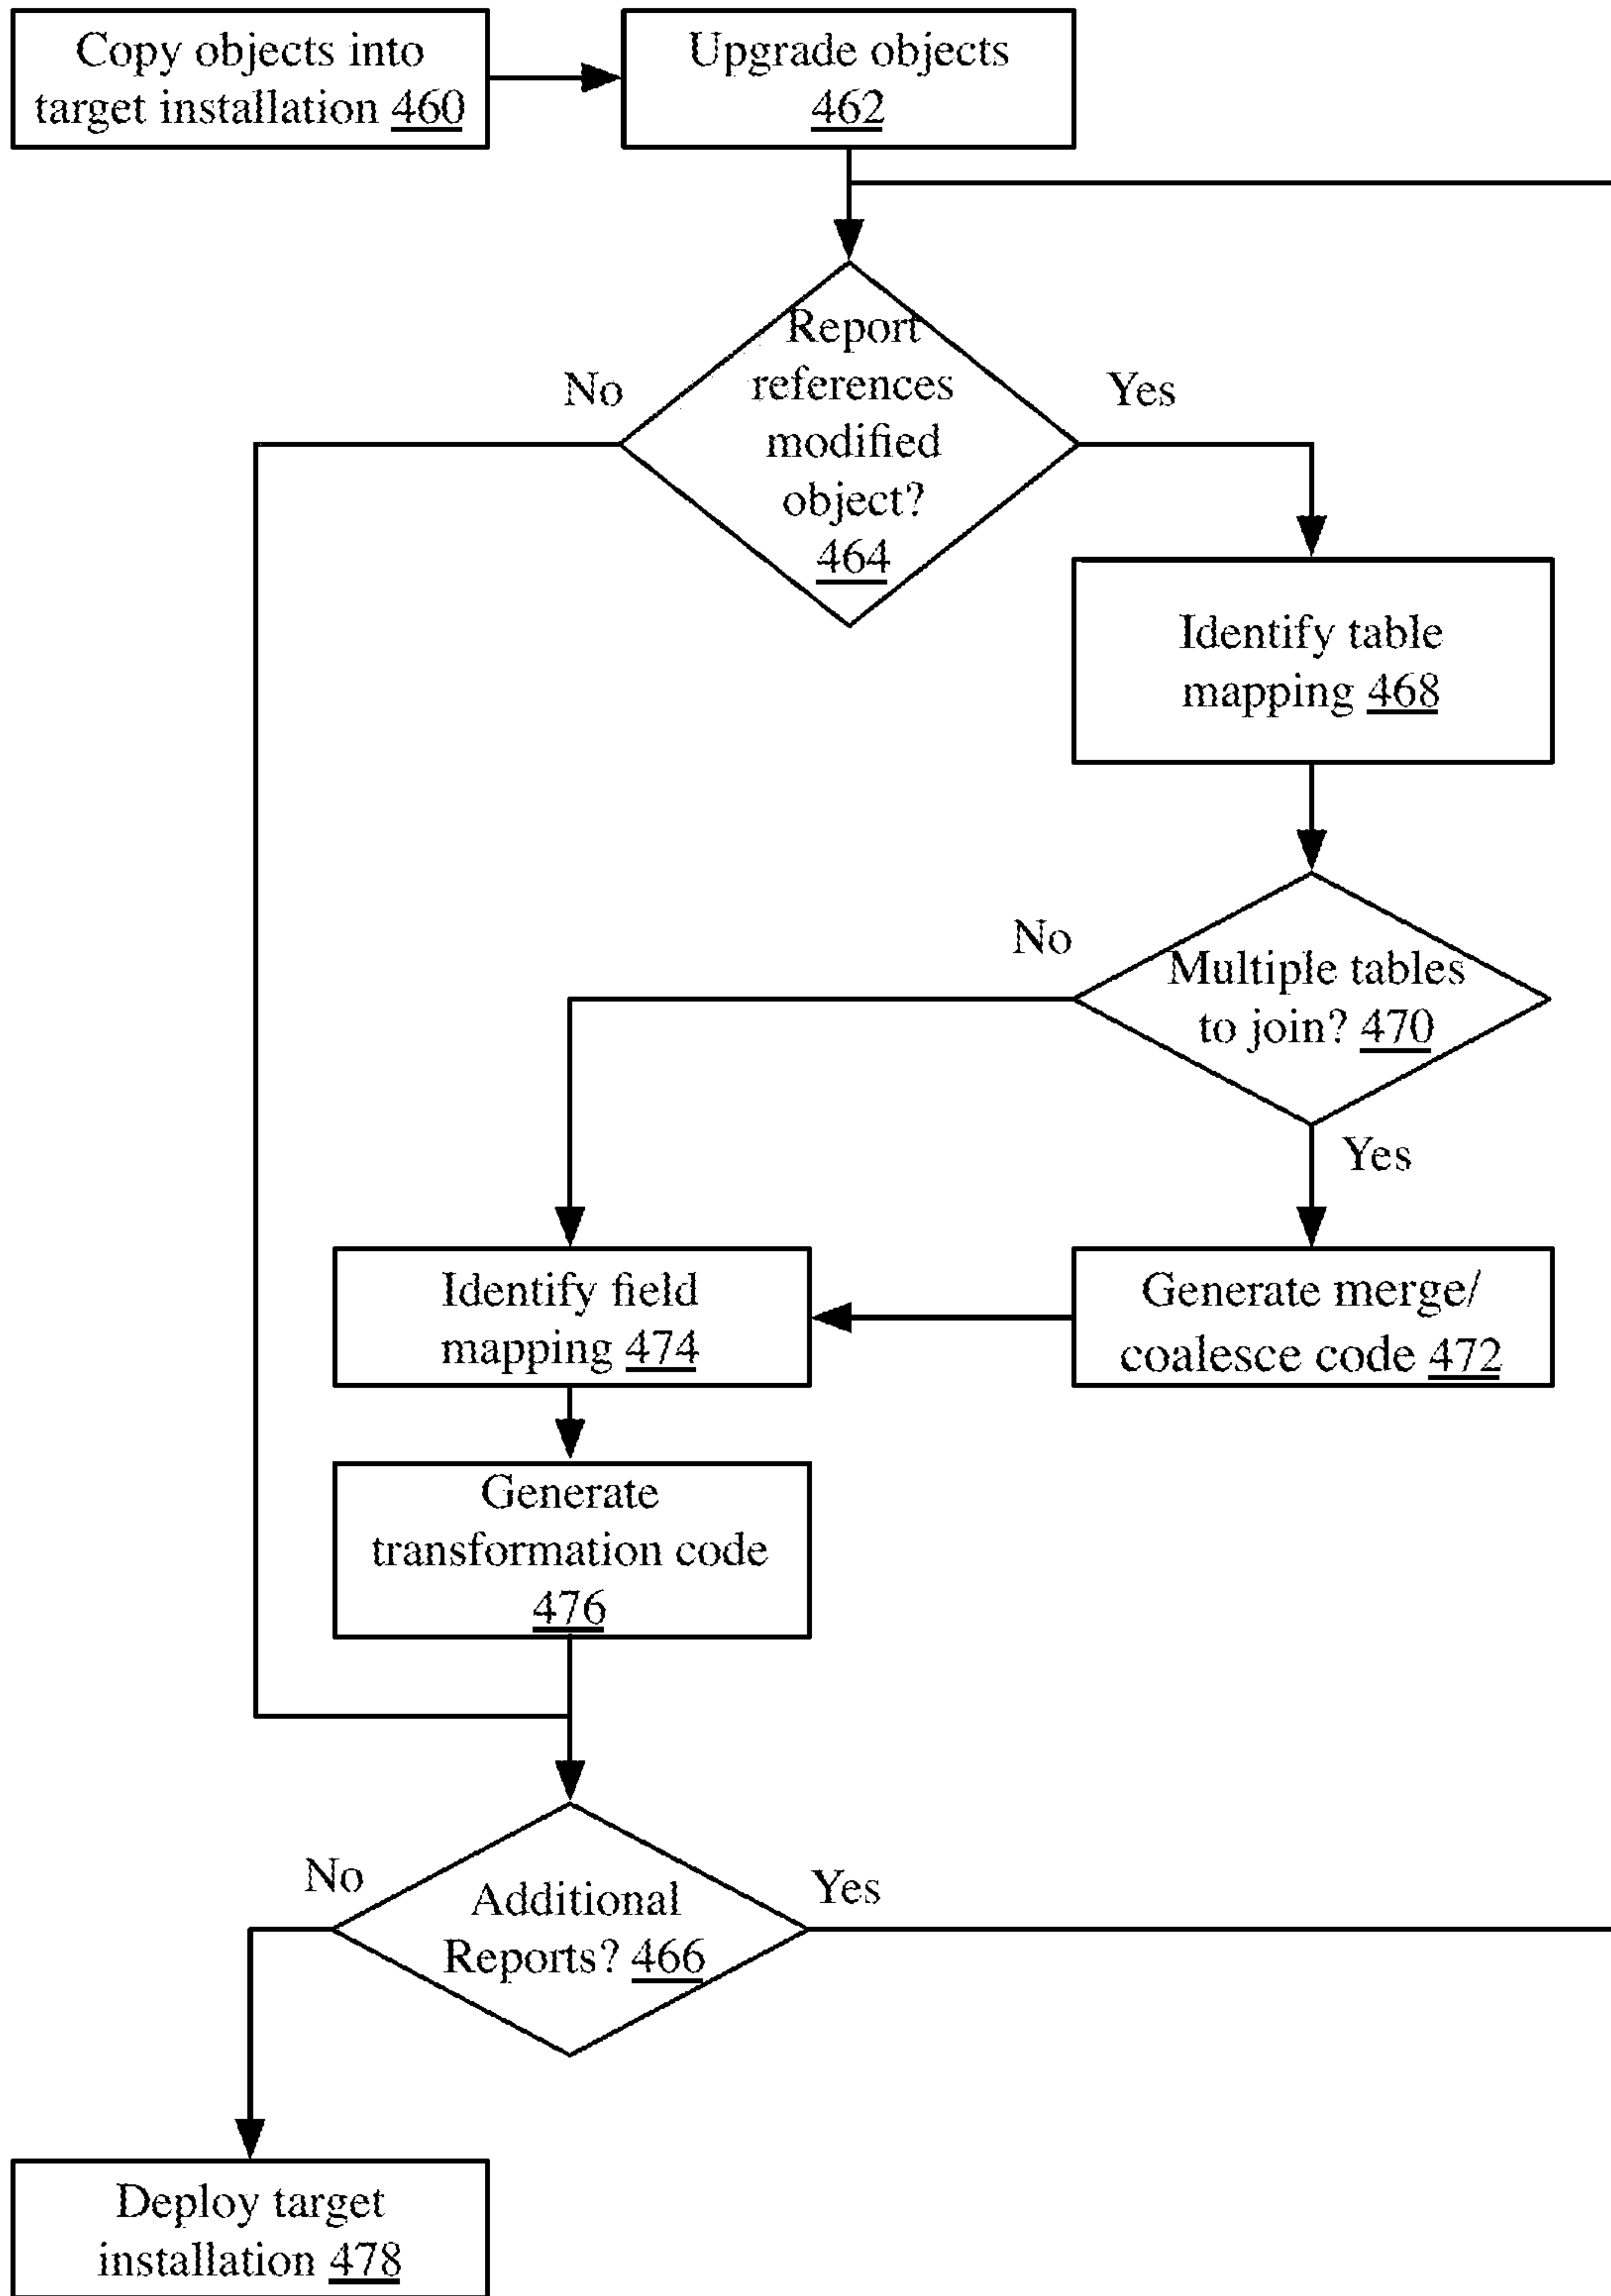 Copy objects into
target installation 460
Upgrade objects
462
Report
references
modified
object?
464
No
Yes
Identify table
mapping 468
No
Multiple tables
to join? 470
Yes
Identify field
mapping 474
Generate merge/
coalesce code 472
Generate
transformation code
476
No
Additional
Reports? 466
Yes
Deploy target
installation 478